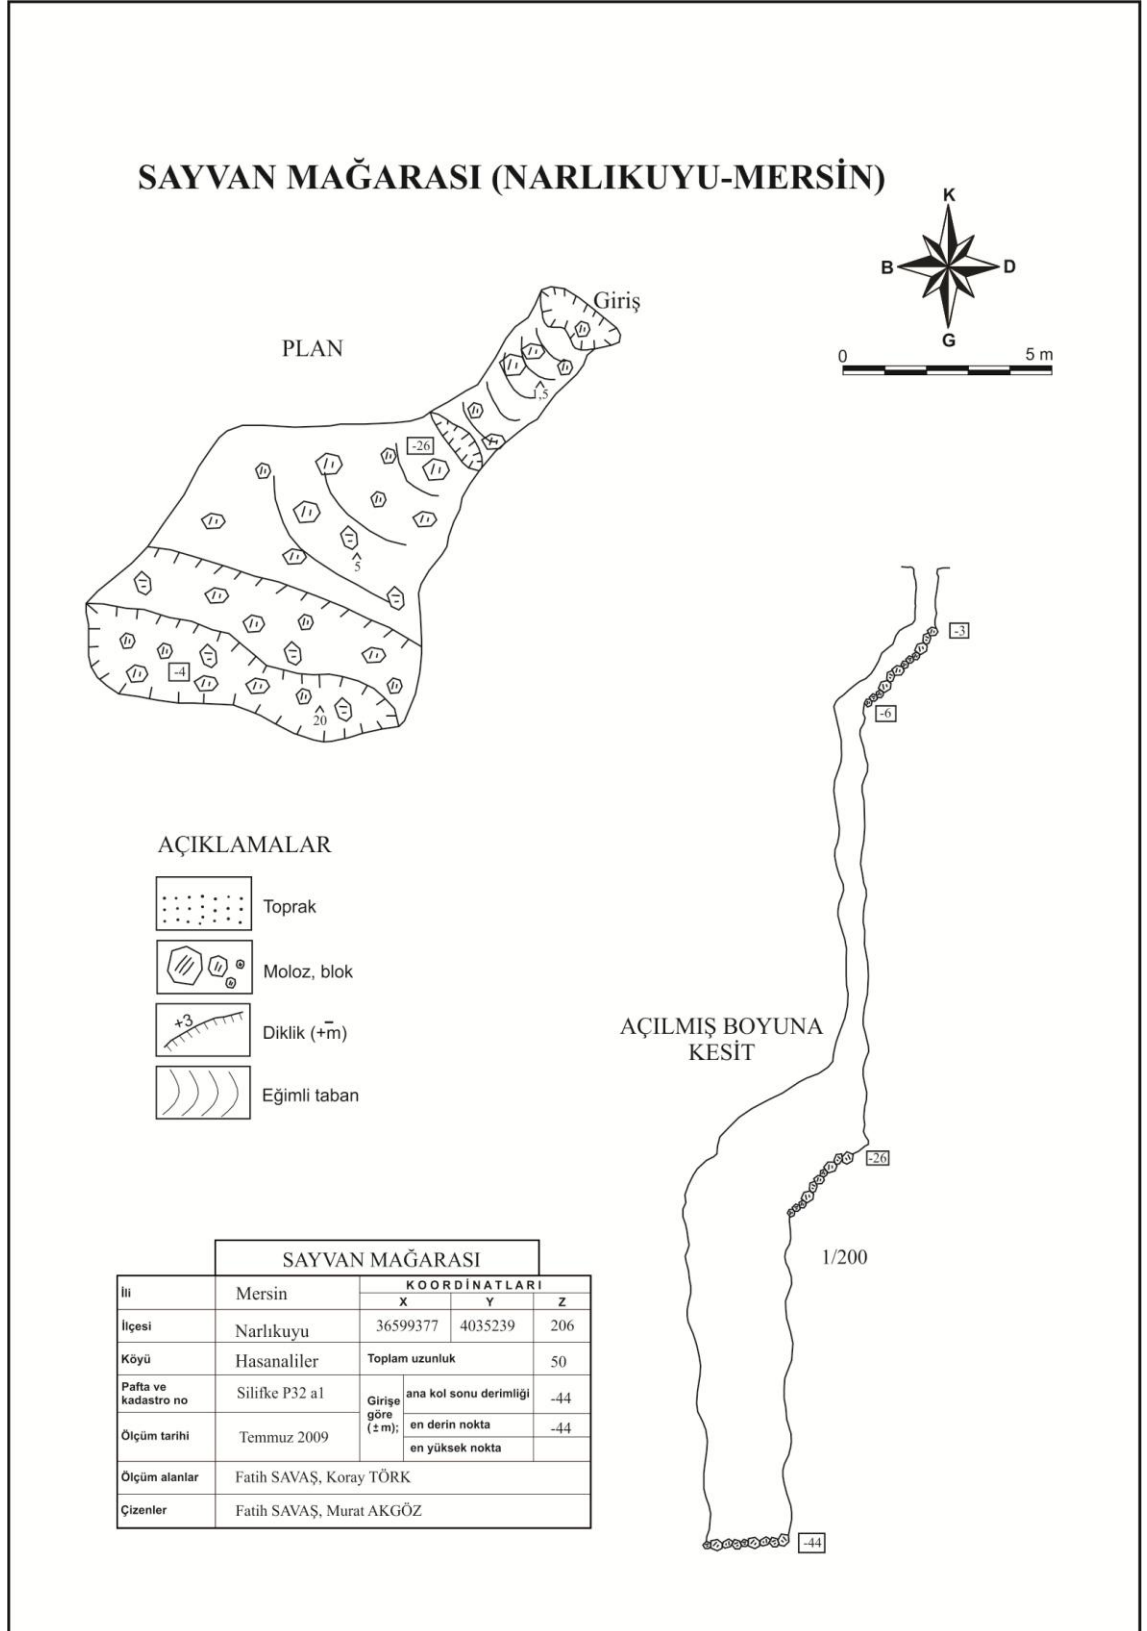 SAYVAN MAĞARASI (NARLIKUYU-MERSİN)
K
B
D
G
0
5 m
Giriş
PLAN
1,5
-26
5
-4
20
-3
-6
AÇIKLAMALAR
Toprak
Moloz, blok
+3
Diklik (+m̄)
Eğimli taban
AÇILMIŞ BOYUNA
KESİT
-26
1/200
-44
SAYVAN MAĞARASI
İli Mersin KOORDİNATLARI
X Y Z
İlçesi Narlıkuyu 36599377 4035239 206
Köyü Hasanaliler Toplam uzunluk 50
Pafta ve
kadastro no Silifke P32 a1
Girişe
göre
(±m);
ana kol sonu derimliği -44
Ölçüm tarihi Temmuz 2009
en derin nokta -44
en yüksek nokta
Ölçüm alanlar Fatih SAVAŞ, Koray TÖRK
Çizenler Fatih SAVAŞ, Murat AKGÖZ